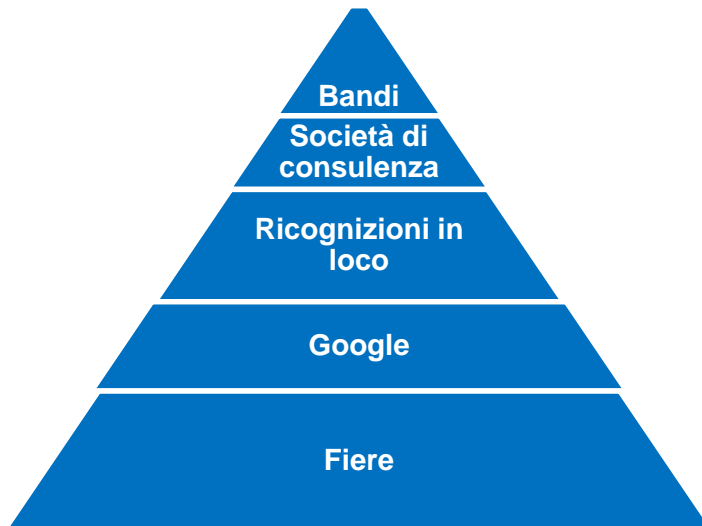 Bandi
Società di
consulenza
Ricognizioni in
loco
Google
Fiere